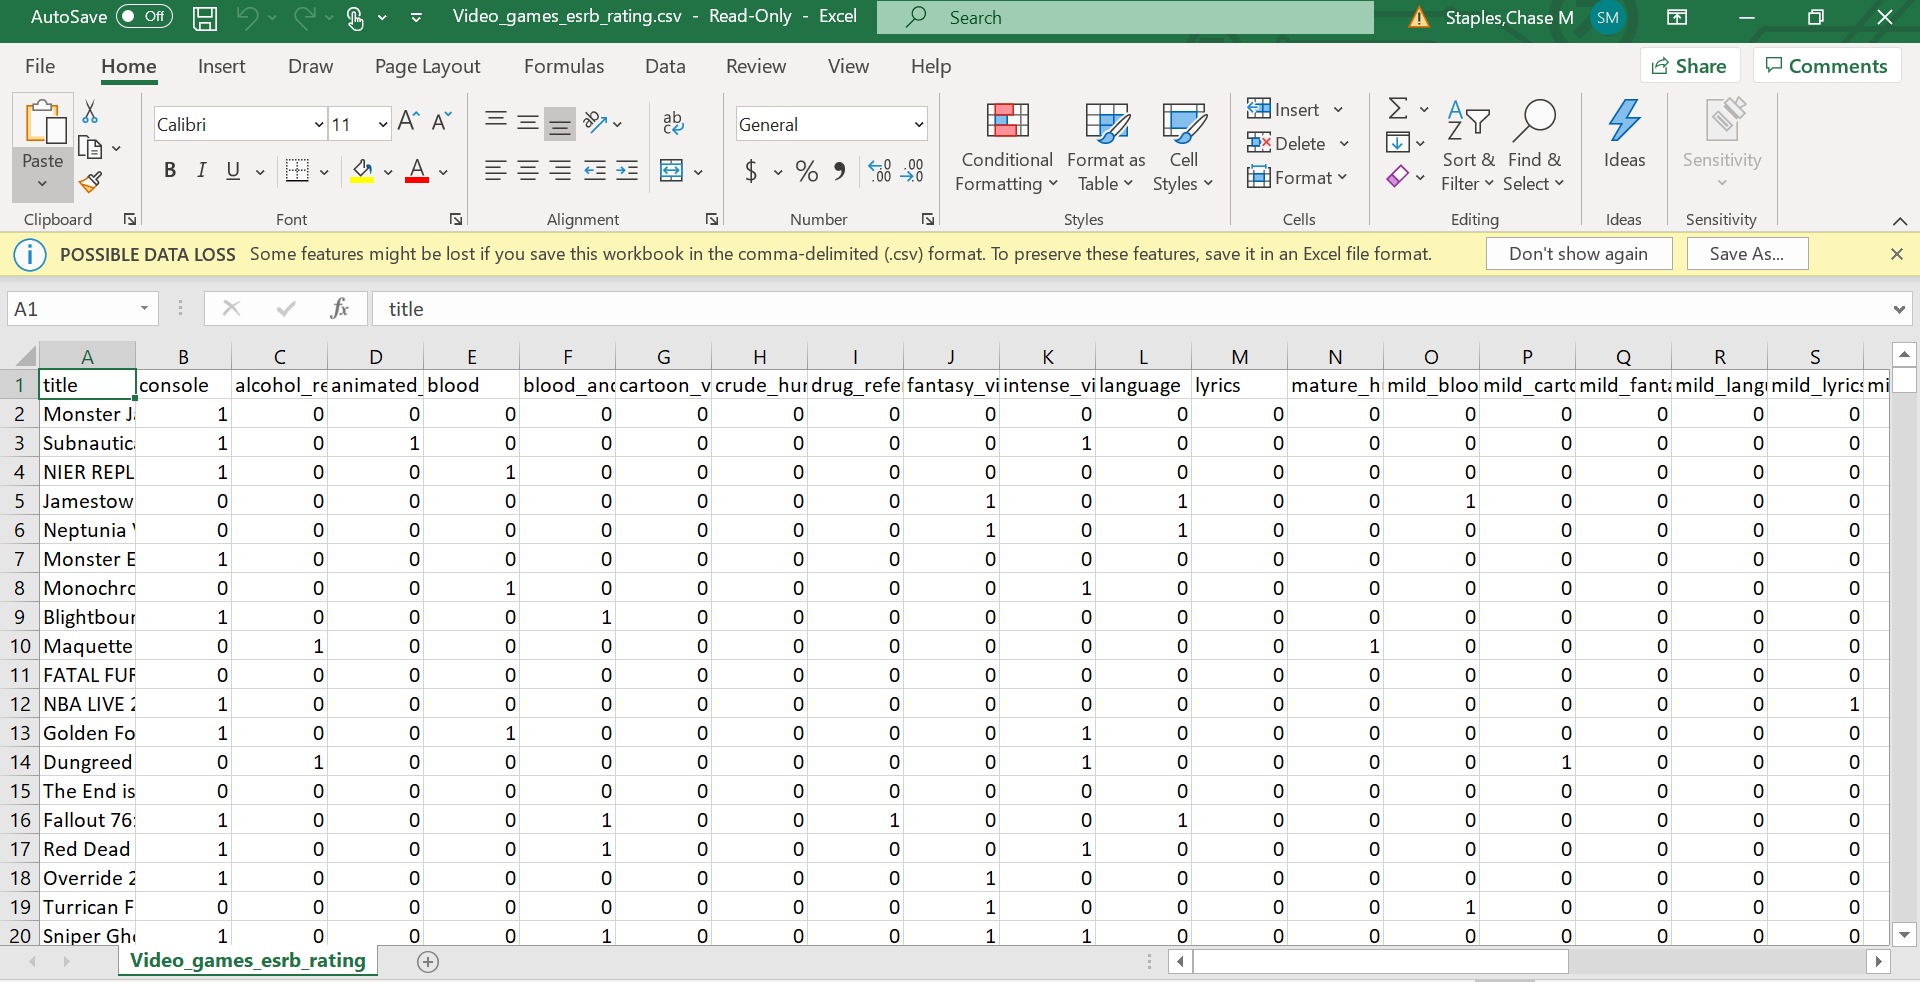 AutoSave Off Video_games_esrb_rating.csv - Read-Only - Excel Search Staples,Chase M SM
File Home Insert Draw Page Layout Formulas Data Review View Help Share Comments
Calibri 11 General Insert
Paste Conditional Format as Cell Delete Sort & Find & Ideas Sensitivity
B I U $ % Formatting Table Styles Format Filter Select
Clipboard Font Alignment Number Styles Cells Editing Ideas Sensitivity
POSSIBLE DATA LOSS Some features might be lost if you save this workbook in the comma-delimited (.csv) format. To preserve these features, save it in an Excel file format. Don't show again Save As...
A1 fx title
A B C D E F G H I J K L M N O P Q R S
1 title console alcohol_re animated_ blood blood_and cartoon_v crude_hur drug_refe fantasy_vi intense_vi language lyrics mature_h mild_bloo mild_carto mild_fanta mild_lang mild_lyrics mi
2 Monster J 1 0 0 0 0 0 0 0 0 0 0 0 0 0 0 0 0 0
3 Subnautic 1 0 1 0 0 0 0 0 0 1 0 0 0 0 0 0 0 0
4 NIER REPL 1 0 0 1 0 0 0 0 0 0 0 0 0 0 0 0 0 0
5 Jamestow 0 0 0 0 0 0 0 0 1 0 1 0 0 1 0 0 0 0
6 Neptunia 0 0 0 0 0 0 0 0 1 0 1 0 0 0 0 0 0 0
7 Monster E 1 0 0 0 0 0 0 0 0 0 0 0 0 0 0 0 0 0
8 Monochro 0 0 0 1 0 0 0 0 0 1 0 0 0 0 0 0 0 0
9 Blightbour 1 0 0 0 1 0 0 0 0 0 0 0 0 0 0 0 0 0
10 Maquette 0 1 0 0 0 0 0 0 0 0 0 0 1 0 0 0 0 0
11 FATAL FUR 0 0 0 0 0 0 0 0 0 0 0 0 0 0 0 0 0 0
12 NBA LIVE 2 1 0 0 0 0 0 0 0 0 0 0 0 0 0 0 0 0 1
13 Golden Fo 1 0 0 1 0 0 0 0 0 1 0 0 0 0 0 0 0 0
14 Dungreed 0 1 0 0 0 0 0 0 0 1 0 0 0 0 1 0 0 0
15 The End is 0 0 0 0 0 0 0 0 0 0 0 0 0 0 0 0 0 0
16 Fallout 76: 1 0 0 0 1 0 0 1 0 0 1 0 0 0 0 0 0 0
17 Red Dead 1 0 0 0 1 0 0 0 0 1 0 0 0 0 0 0 0 0
18 Override 2 1 0 0 0 0 0 0 0 1 0 0 0 0 0 0 0 0 0
19 Turrican F 0 0 0 0 0 0 0 0 1 0 0 0 0 1 0 0 0 0
20 Sniper Gh 1 0 0 0 1 0 0 0 1 1 0 0 0 0 0 0 0 0
Video_games_esrb_rating